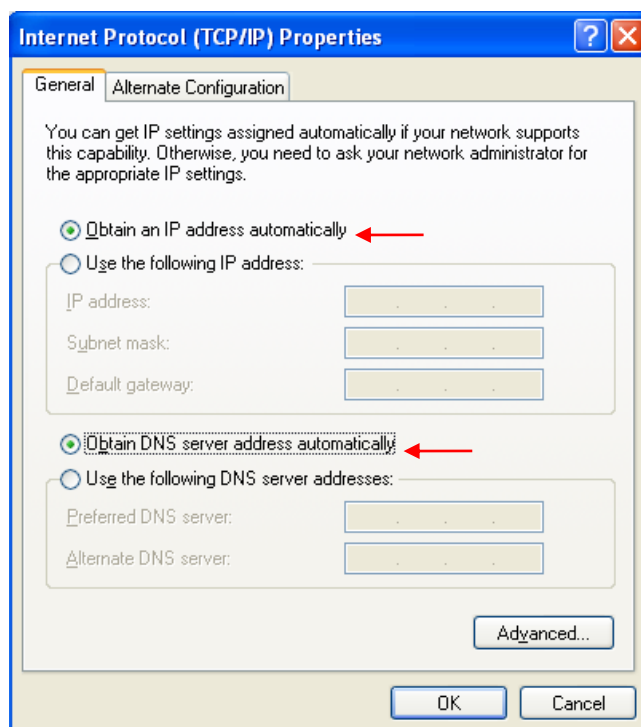 Internet Protocol (TCP/IP) Properties
General
Alternate Configuration
You can get IP settings assigned automatically if your network supports
this capability. Otherwise, you need to ask your network administrator for
the appropriate IP settings.
Obtain an IP address automatically
Use the following IP address:
IP address:
Subnet mask:
Default gateway:
Obtain DNS server address automatically
Use the following DNS server addresses:
Preferred DNS server:
Alternate DNS server:
Advanced...
OK
Cancel